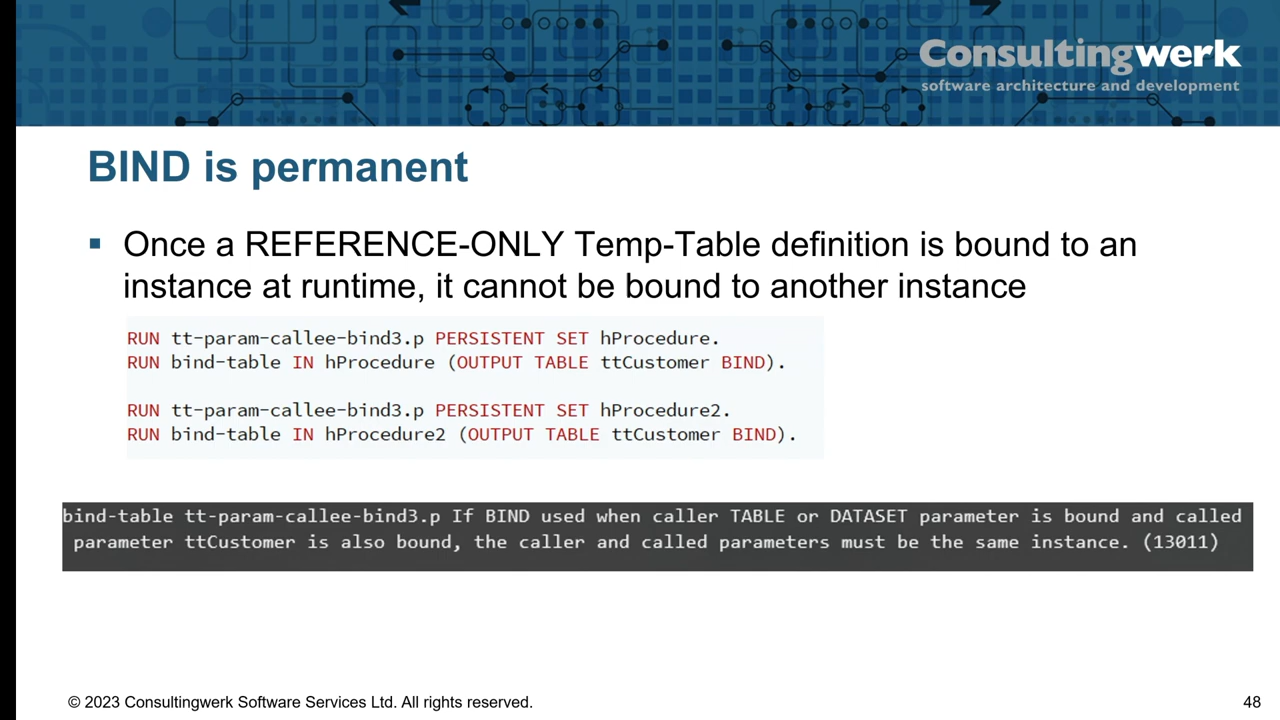 Consultingwerk
software architecture and development
BIND is permanent
Once a REFERENCE-ONLY Temp-Table definition is bound to an
instance at runtime, it cannot be bound to another instance
RUN tt-param-callee-bind3.p PERSISTENT SET hProcedure.
RUN bind-table IN hProcedure (OUTPUT TABLE ttCustomer BIND).
RUN tt-param-callee-bind3.p PERSISTENT SET hProcedure2.
RUN bind-table IN hProcedure2 (OUTPUT TABLE ttCustomer BIND).
bind-table tt-param-callee-bind3.p If BIND used when caller TABLE or DATASET parameter is bound and called
parameter ttCustomer is also bound, the caller and called parameters must be the same instance. (13011)
© 2023 Consultingwerk Software Services Ltd. All rights reserved.
48